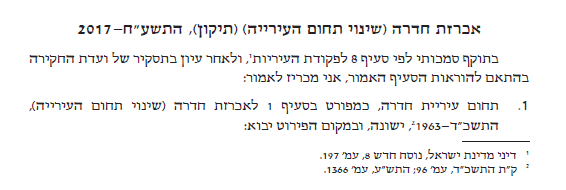 אכרזת חדרה (שינוי תחום העירייה) (תיקון), התשע״ח–2017
בתוקף סמכותי לפי סעיף 8 לפקודת העיריות¹, ולאחר עיון בתסקיר של ועדת החקירה
בהתאם להוראות הסעיף האמור, אני מכריז לאמור:
1. תחום עיריית חדרה, כמפורט בסעיף 1 לאכרזת חדרה (שינוי תחום העירייה),
התשכ״ד–1963², ישונה, ובמקום הפירוט יבוא:
¹ דיני מדינת ישראל, נוסח חדש 8, עמ׳ 197.
² ק״ת התשכ״ד, עמ׳ 96; התש״ע, עמ׳ 1366.